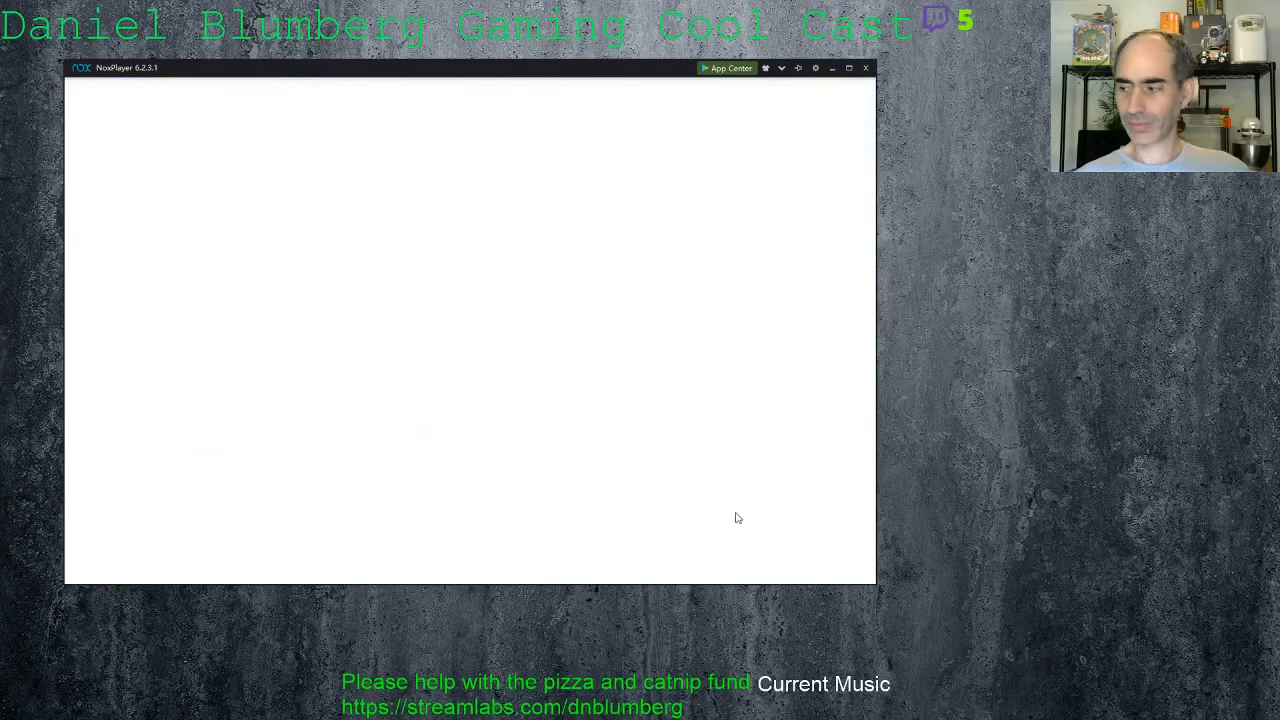 Daniel Blumberg Gaming Cool Cast 5
nox NoxPlayer 6.2.3.1 App Center
Please help with the pizza and catnip fund Current Music
https://streamlabs.com/dnblumberg